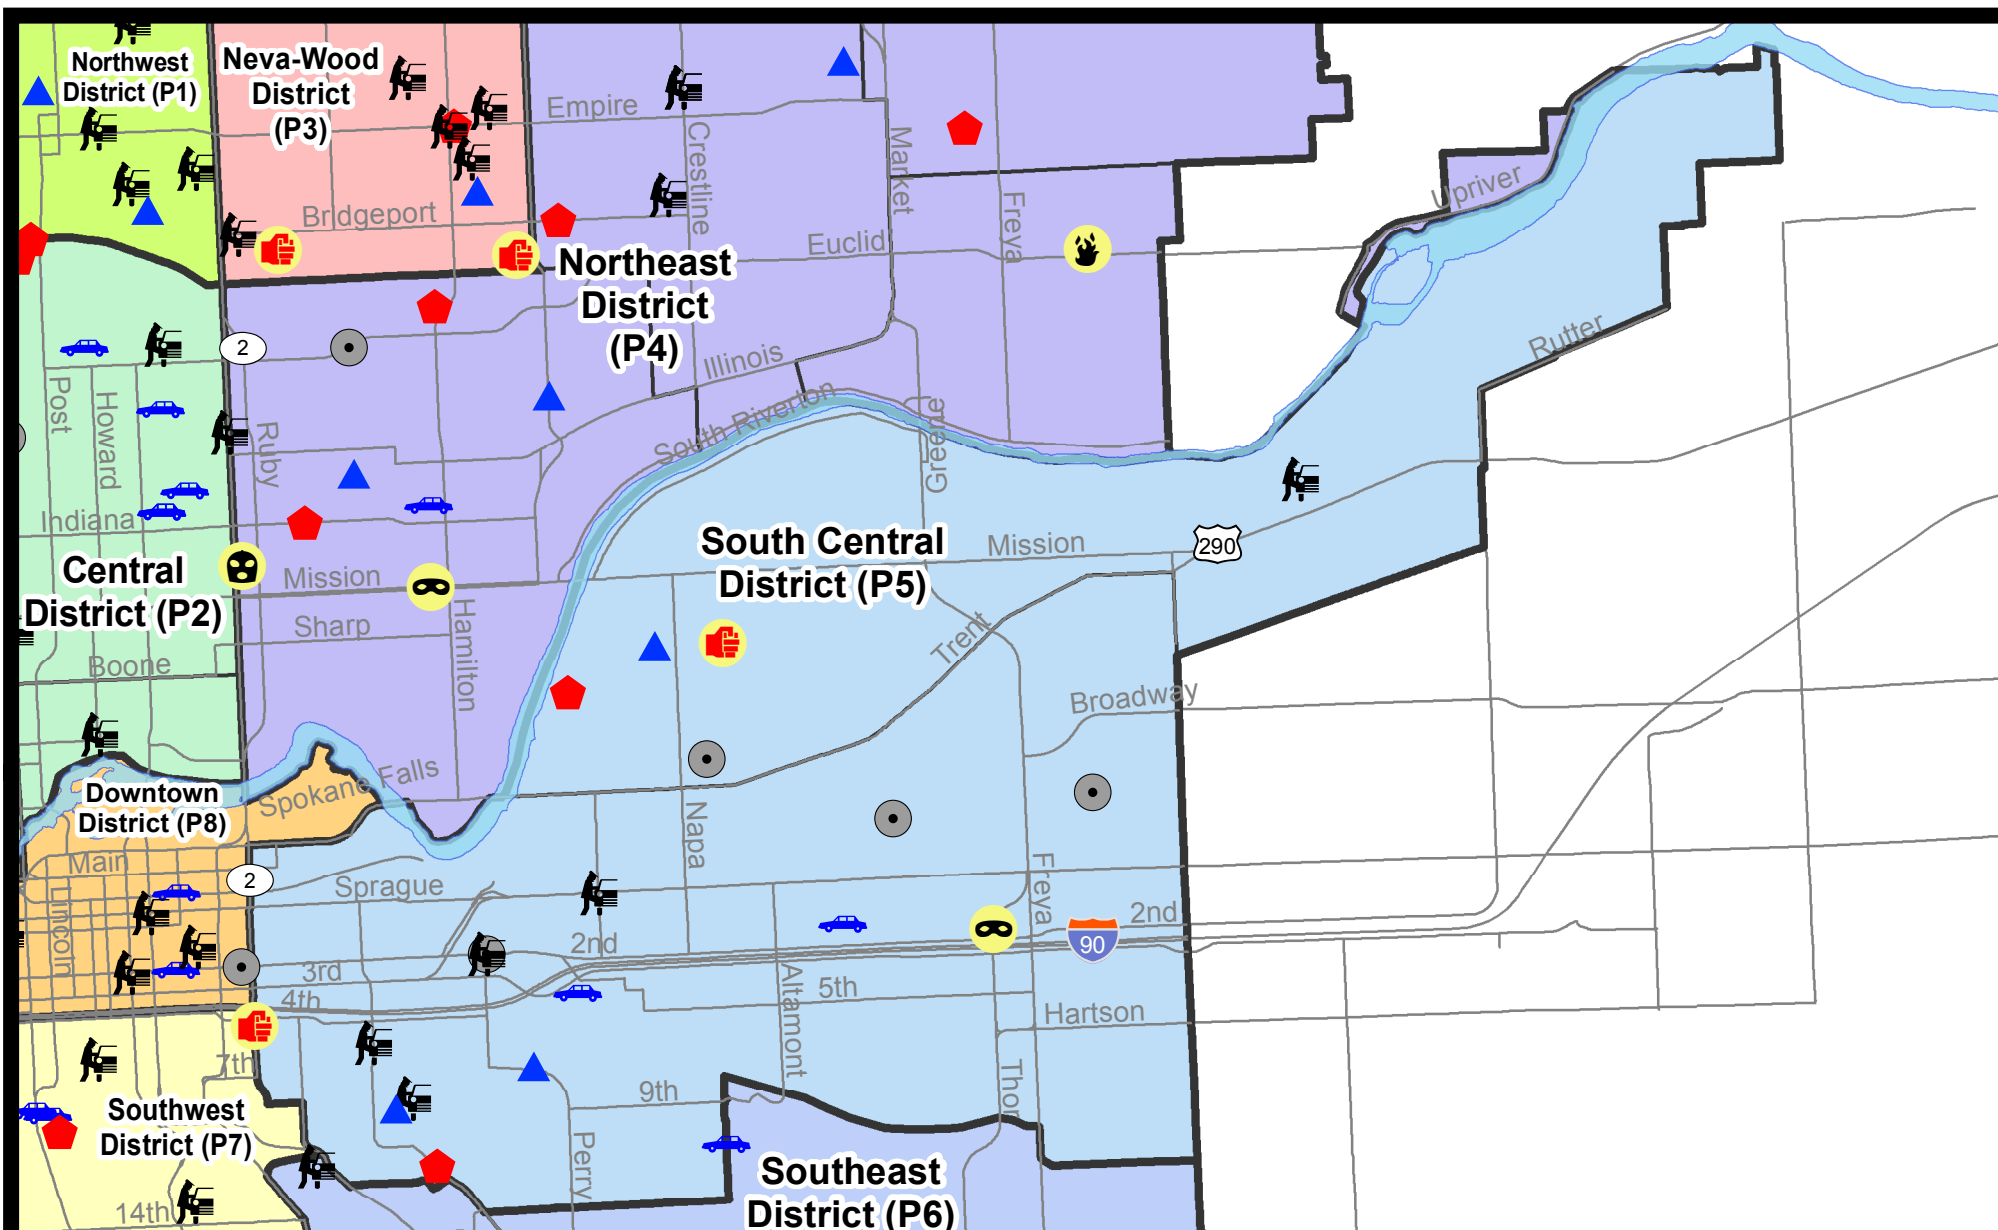 Northwest
District (P1)
Neva-Wood
District
(P3)
Empire
Crestline
Market
Freya
Upriver
Bridgeport
Euclid
Northeast
District
(P4)
Illinois
Rutter
2
Post
Howard
Ruby
South Riverton
Greene
Indiana
South Central
District (P5)
Mission
290
Central
District (P2)
Mission
Sharp
Hamilton
Trent
Boone
Broadway
Spokane Falls
Downtown
District (P8)
Napa
Main
2
Sprague
Freya
Lincoln
2nd
90
2nd
3rd
4th
5th
Altamont
Hartson
7th
9th
Thor
Southwest
District (P7)
Perry
Southeast
District (P6)
14th